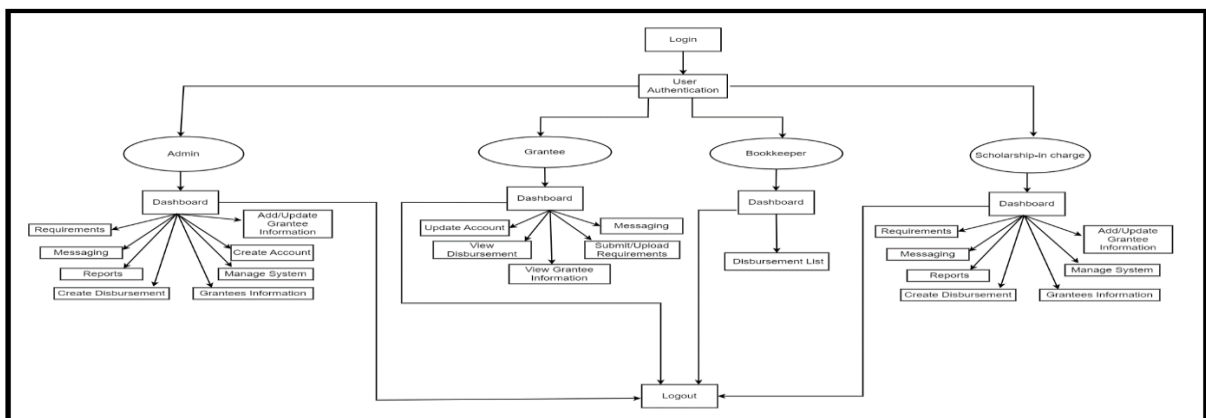 Login
User
Authentication
Admin
Grantee
Bookkeeper
Scholarship-in charge
Dashboard
Requirements
Add/Update
Grantee
Information
Messaging
Create Account
Reports
Manage System
Create Disbursement
Grantees Information
Dashboard
Update Account
Messaging
View
Disbursement
Submit/Upload
Requirements
View Grantee
Information
Dashboard
Disbursement List
Dashboard
Requirements
Add/Update
Grantee
Information
Messaging
Manage System
Reports
Create Disbursement
Grantees Information
Logout